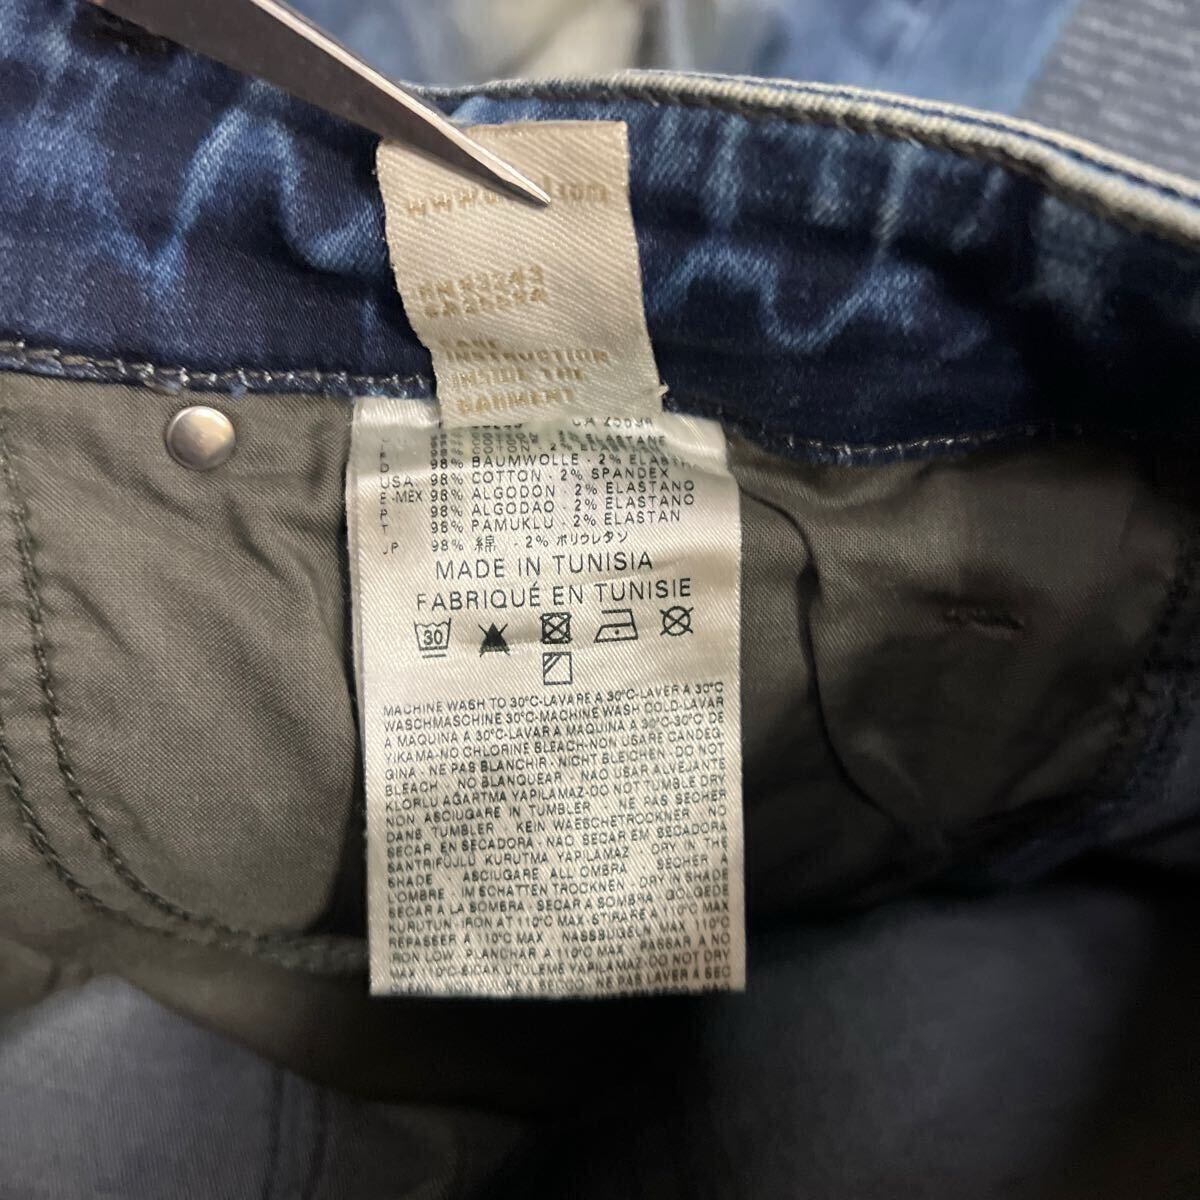 CARE
INSTRUCTION
INSIDE THE
GARMENT
2% ELASTANE
D 98% BAUMWOLLE - 2%
USA 98% COTTON - 2% SPANDEX
E-MEX 98% ALGODON - 2% ELASTANO
P 98% ALGODAO - 2% ELASTANO
T 98% PAMUKLU - 2% ELASTAN
JP 98% 綿 - 2% ポリウレタン
MADE IN TUNISIA
FABRIQUÉ EN TUNISIE
30
MACHINE WASH TO 30°C-LAVARE A 30°C-LAVER A 30°C
WASCHMASCHINE 30°C-MACHINE WASH COLD-LAVAR
A MAQUINA A 30°C-LAVAR A MAQUINA A 30°C-30°C DE
YIKAMA-NO CHLORINE BLEACH-NON USARE CANDEG-
GINA - NE PAS BLANCHIR - NICHT BLEICHEN - DO NOT
BLEACH NO BLANQUEAR NAO USAR ALVEJANTE
KLORLU AĞARTMA YAPILAMAZ-DO NOT TUMBLE DRY
NON ASCIUGARE IN TUMBLER - NE PAS SECHER
DANS TUMBLER - KEIN WAESCHETROCKNER - NO
SECAR EN SECADORA - NÃO SECAR EM SECADORA
SANTRIFÜJLÜ KURUTMA YAPILAMAZ DRY IN THE
SHADE ASCIUGARE ALL OMBRA SECHER A
L'OMBRE - IM SCHATTEN TROCKNEN - DRY IN SHADE
SECAR A LA SOMBRA - SECAR A SOMBRA - GOLGEDE
KURUTUN-IRON AT 110°C MAX-STIRARE A 110°C MAX
REPASSER A 110°C MAX NASSBUGELN MAX 110°C
IRON LOW PLANCHAR A 110°C MAX PASSAR A NO
MAX 110°C-SICAK UTULEME YAPILAMAZ-DO NOT DRY